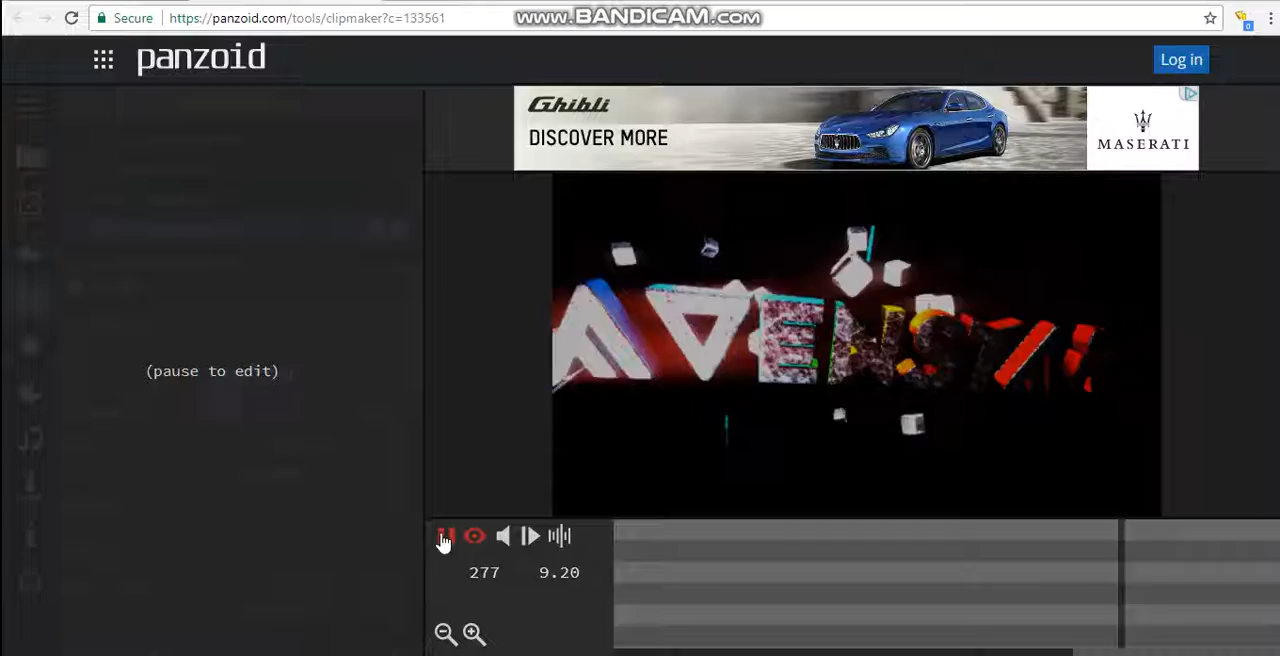 Secure https://panzoid.com/tools/clipmaker?c=133561
www.BANDICAM.com
0
panzoid
Log in
Ghibli
DISCOVER MORE
MASERATI
(pause to edit)
277 9.20